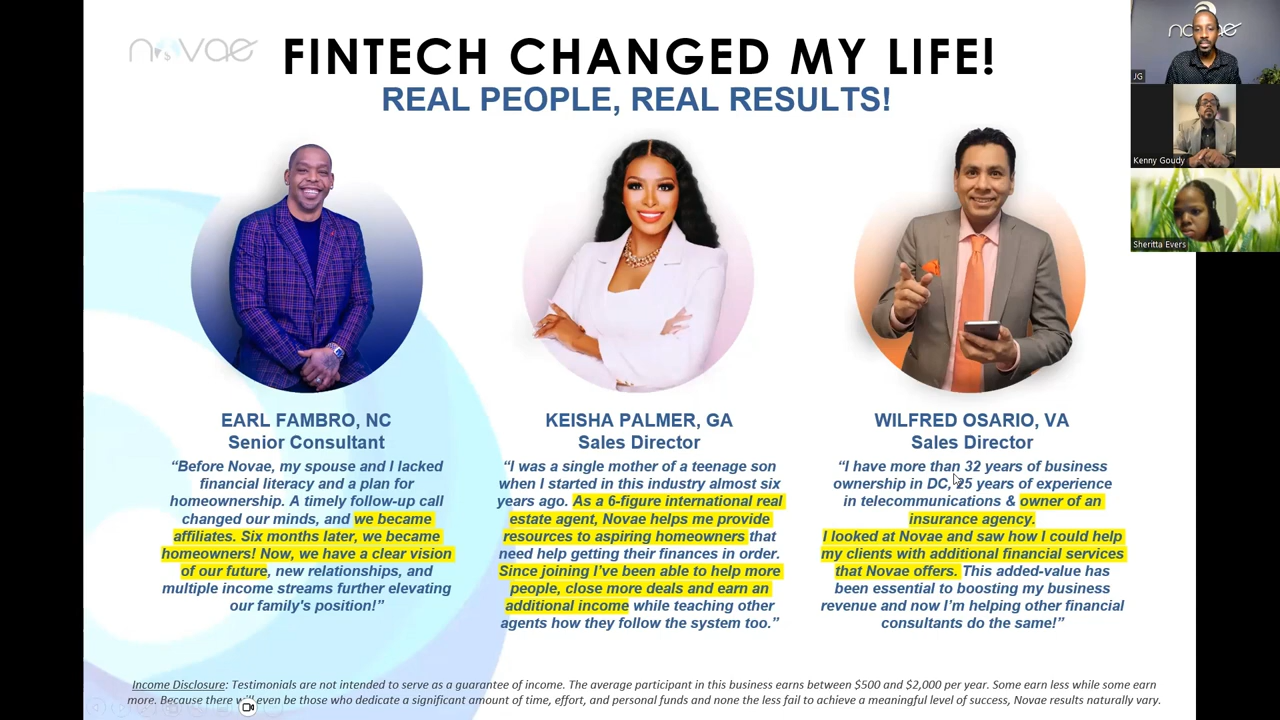 novae
FINTECH CHANGED MY LIFE!
REAL PEOPLE, REAL RESULTS!
novae
JG
Kenny Goudy
Sheritta Evers
EARL FAMBRO, NC
Senior Consultant
“Before Novae, my spouse and I lacked
financial literacy and a plan for
homeownership. A timely follow-up call
changed our minds, and we became
affiliates. Six months later, we became
homeowners! Now, we have a clear vision
of our future, new relationships, and
multiple income streams further elevating
our family's position!”
KEISHA PALMER, GA
Sales Director
“I was a single mother of a teenage son
when I started in this industry almost six
years ago. As a 6-figure international real
estate agent, Novae helps me provide
resources to aspiring homeowners that
need help getting their finances in order.
Since joining I’ve been able to help more
people, close more deals and earn an
additional income while teaching other
agents how they follow the system too.”
WILFRED OSARIO, VA
Sales Director
“I have more than 32 years of business
ownership in DC, 25 years of experience
in telecommunications & owner of an
insurance agency.
I looked at Novae and saw how I could help
my clients with additional financial services
that Novae offers. This added-value has
been essential to boosting my business
revenue and now I’m helping other financial
consultants do the same!”
Income Disclosure: Testimonials are not intended to serve as a guarantee of income. The average participant in this business earns between $500 and $2,000 per year. Some earn less while some earn
more. Because there will even be those who dedicate a significant amount of time, effort, and personal funds and none the less fail to achieve a meaningful level of success, Novae results naturally vary.